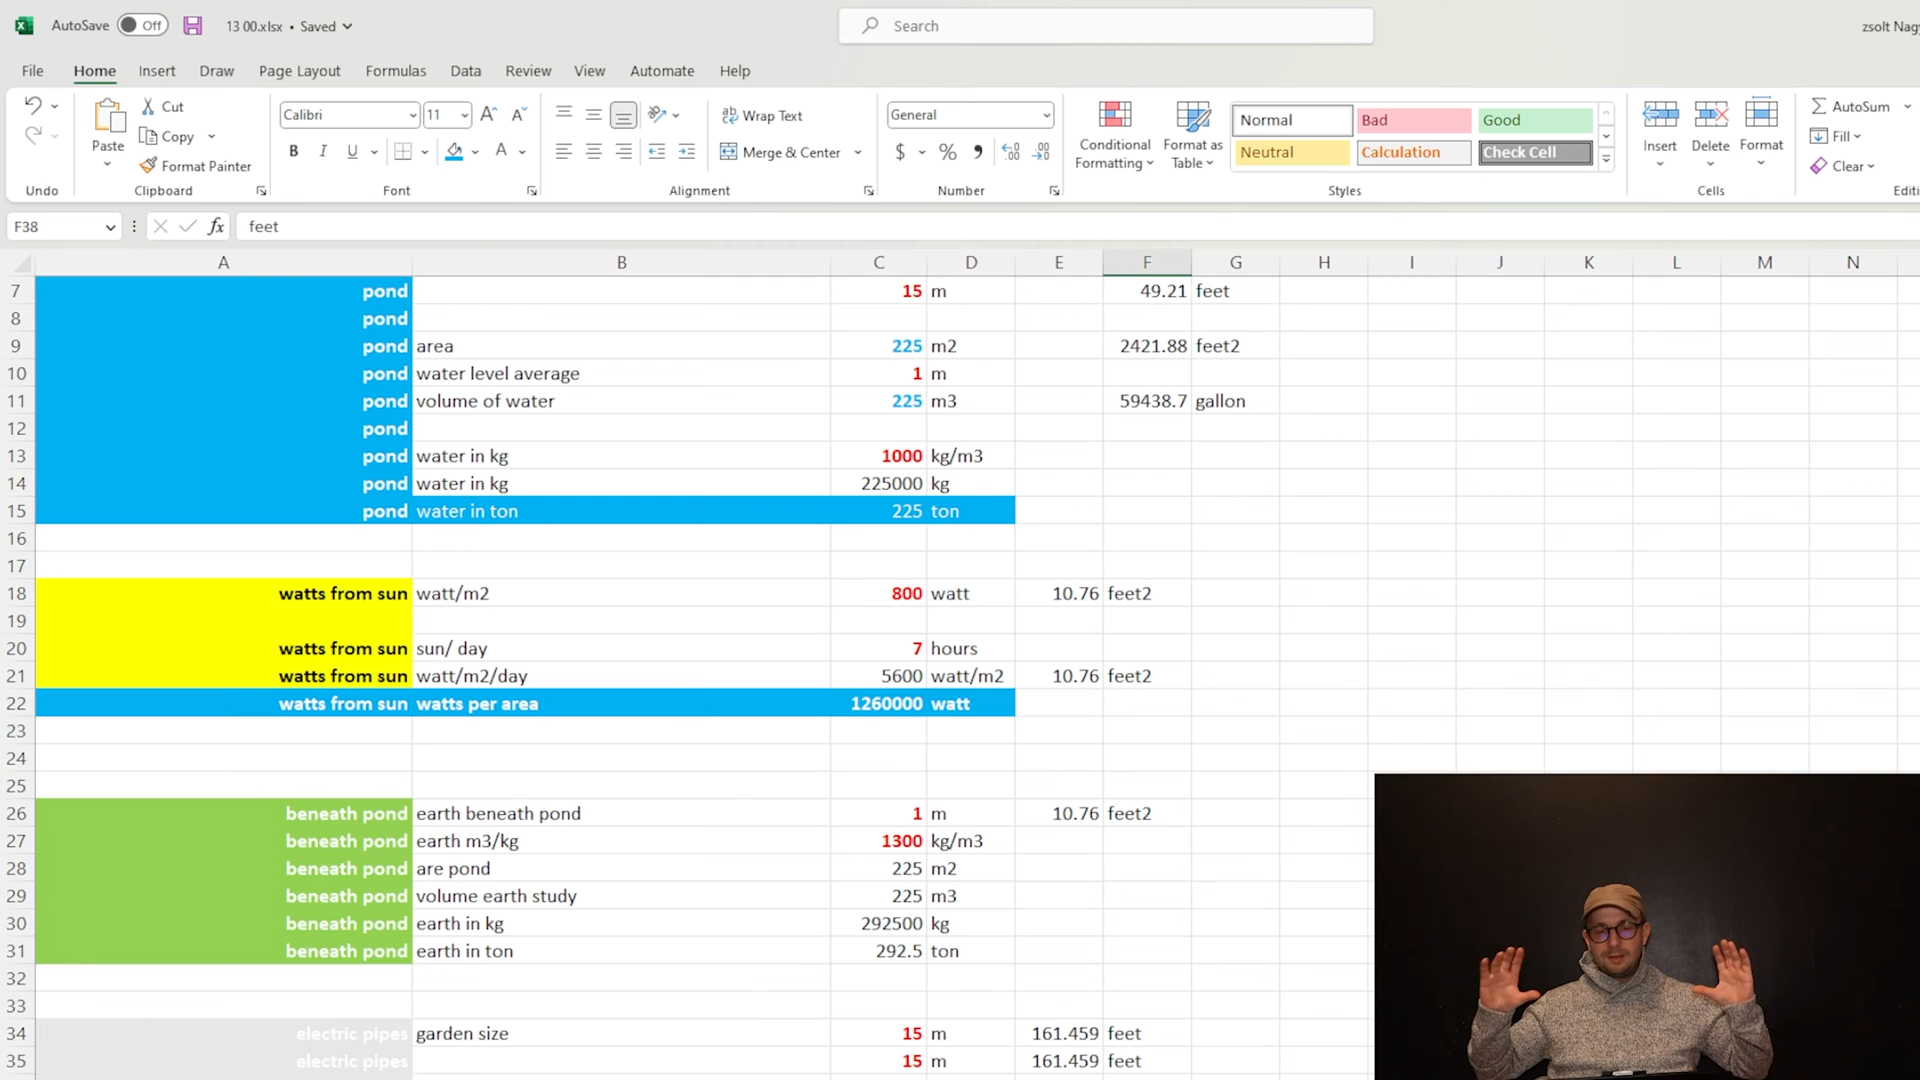 AutoSave Off 13 00.xlsx • Saved Search zsolt Nagy
File Home Insert Draw Page Layout Formulas Data Review View Automate Help
Undo
Paste Cut Copy Format Painter
Clipboard
Calibri 11
B I U A
Font
Wrap Text
Merge & Center
Alignment
General
$ %
Number
Conditional Formatting
Format as Table
Normal Bad Good
Neutral Calculation Check Cell
Styles
Insert Delete Format
Cells
AutoSum
Fill
Clear
F38 fx feet
A B C D E F G H I J K L M N
7 pond 15 m 49.21 feet
8 pond
9 pond area 225 m2 2421.88 feet2
10 pond water level average 1 m
11 pond volume of water 225 m3 59438.7 gallon
12 pond
13 pond water in kg 1000 kg/m3
14 pond water in kg 225000 kg
15 pond water in ton 225 ton
16
17
18 watts from sun watt/m2 800 watt 10.76 feet2
19
20 watts from sun sun/ day 7 hours
21 watts from sun watt/m2/day 5600 watt/m2 10.76 feet2
22 watts from sun watts per area 1260000 watt
23
24
25
26 beneath pond earth beneath pond 1 m 10.76 feet2
27 beneath pond earth m3/kg 1300 kg/m3
28 beneath pond are pond 225 m2
29 beneath pond volume earth study 225 m3
30 beneath pond earth in kg 292500 kg
31 beneath pond earth in ton 292.5 ton
32
33
34 electric pipes garden size 15 m 161.459 feet
35 electric pipes 15 m 161.459 feet